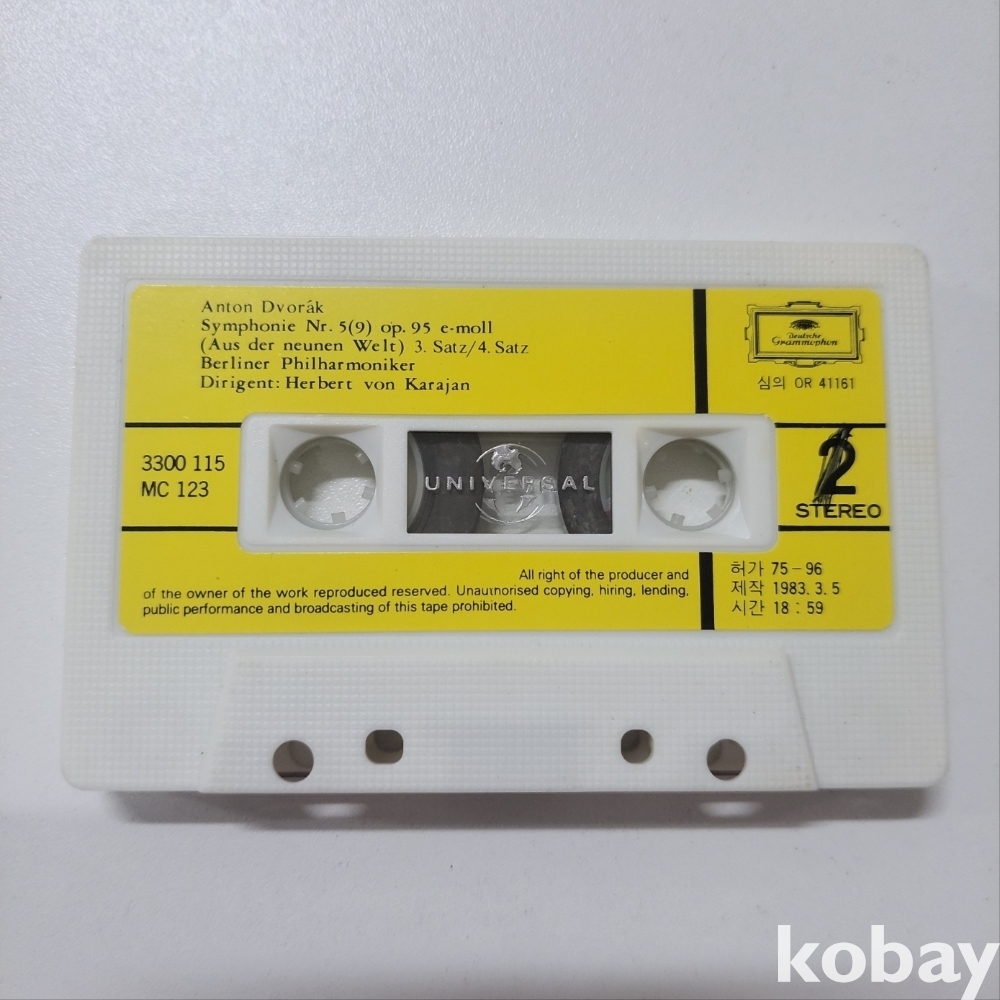 Anton Dvorák
Symphonie Nr. 5(9) op. 95 e-moll
(Aus der neunen Welt) 3. Satz/4. Satz
Berliner Philharmoniker
Dirigent: Herbert von Karajan
Deutsche
Grammophon
심의 OR 41161
3300 115
MC 123
UNIVERSAL
2
STEREO
All right of the producer and
of the owner of the work reproduced reserved. Unauthorised copying, hiring, lending,
public performance and broadcasting of this tape prohibited.
허가 75-96
제작 1983. 3. 5
시간 18 : 59
kobay